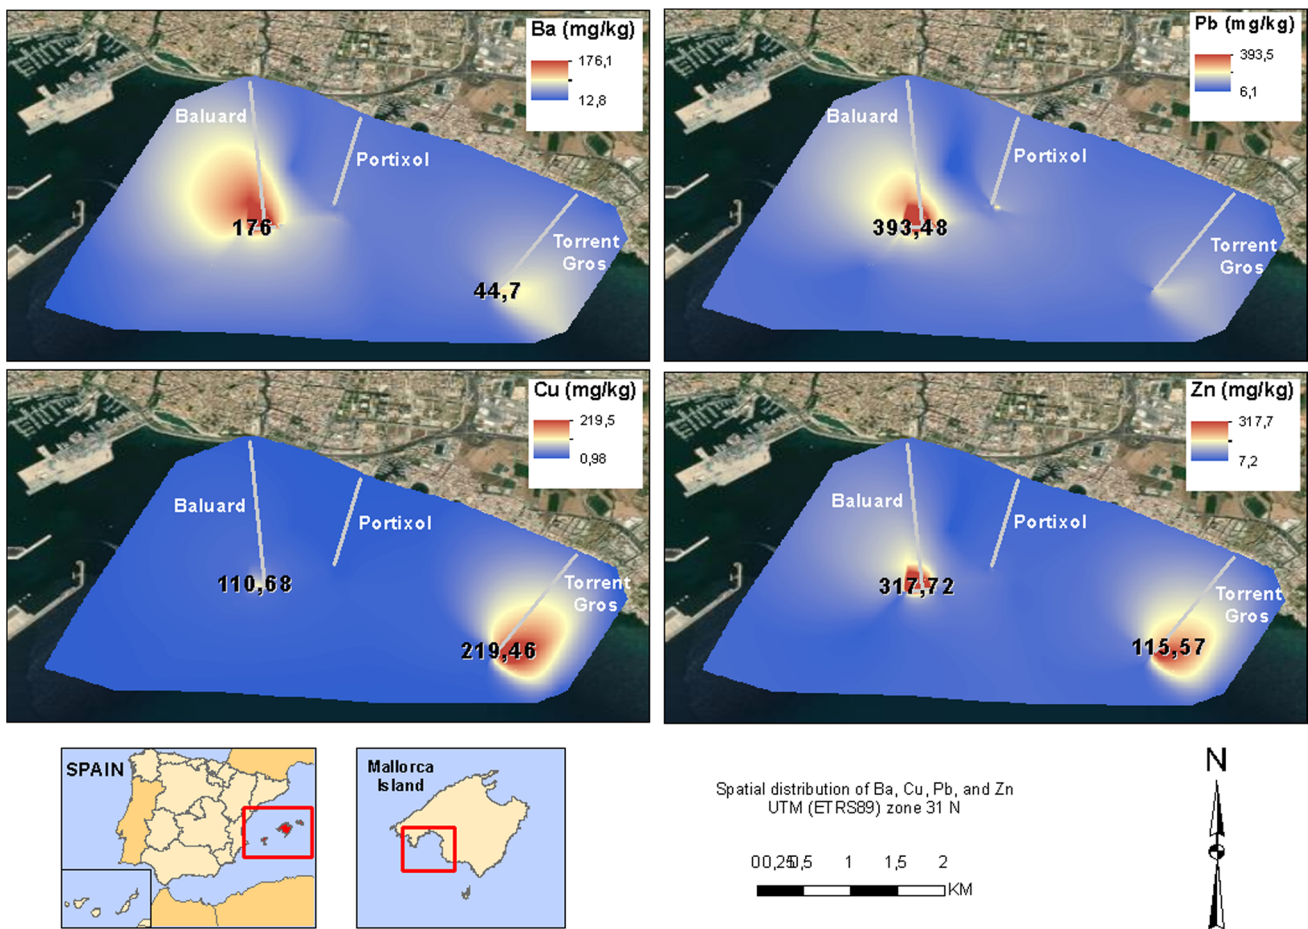 Ba (mg/kg)
176,1
12,8
Baluard
Portixol
176
Torrent
Gros
44,7
Pb (mg/kg)
393,5
6,1
Baluard
Portixol
393,48
Torrent
Gros
Cu (mg/kg)
219,5
0,98
Baluard
Portixol
110,68
Torrent
Gros
219,46
Zn (mg/kg)
317,7
7,2
Baluard
Portixol
317,72
Torrent
Gros
115,57
SPAIN
Mallorca
Island
Spatial distribution of Ba, Cu, Pb, and Zn
UTM (ETRS89) zone 31 N
0 0,25 0,5 1 1,5 2
KM
N